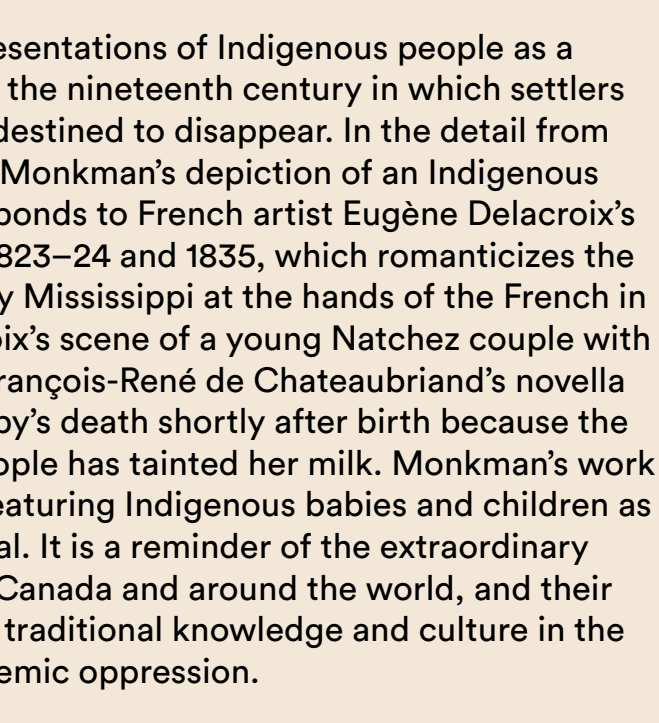 esentations of Indigenous people as a
the nineteenth century in which settlers
destined to disappear. In the detail from
Monkman’s depiction of an Indigenous
ponds to French artist Eugène Delacroix’s
823–24 and 1835, which romanticizes the
y Mississippi at the hands of the French in
oix’s scene of a young Natchez couple with
rançois-René de Chateaubriand’s novella
by’s death shortly after birth because the
ople has tainted her milk. Monkman’s work
eaturing Indigenous babies and children as
al. It is a reminder of the extraordinary
Canada and around the world, and their
traditional knowledge and culture in the
emic oppression.